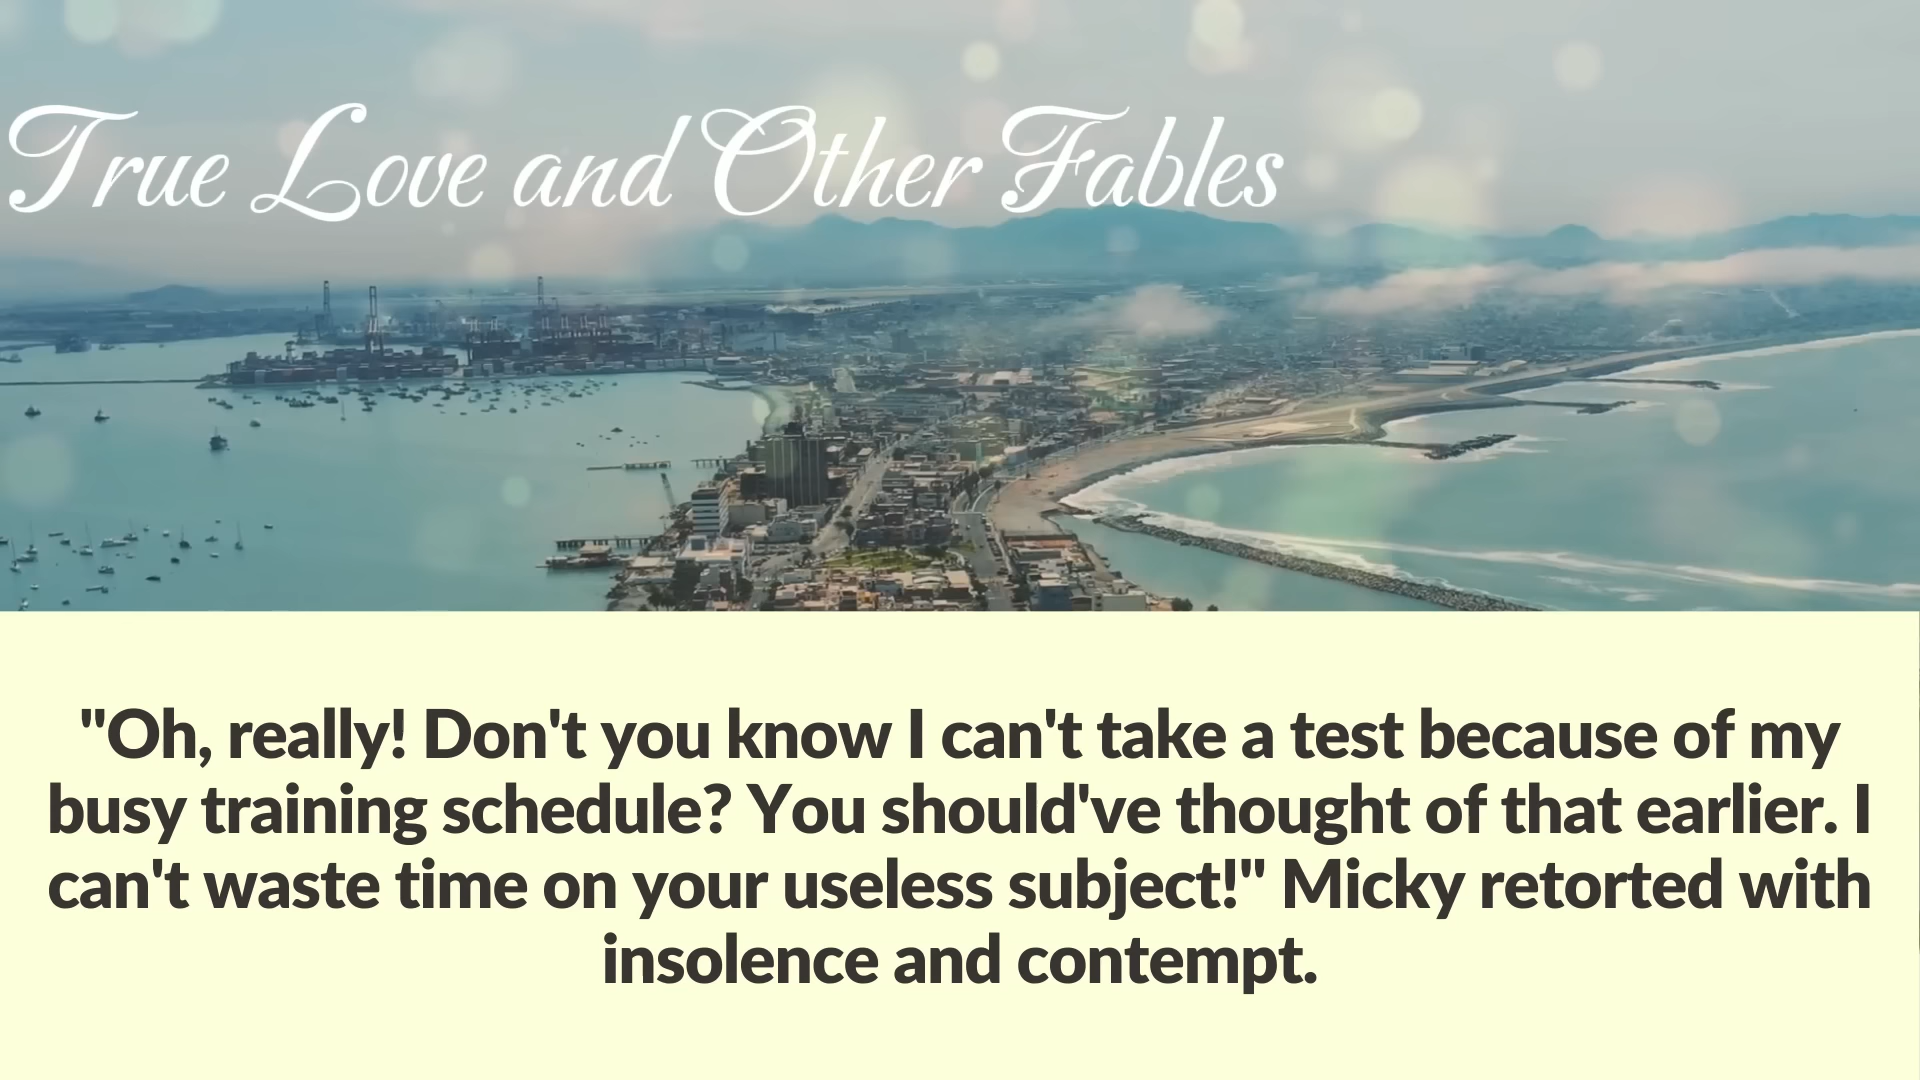 True Love and Other Fables
"Oh, really! Don't you know I can't take a test because of my
busy training schedule? You should've thought of that earlier. I
can't waste time on your useless subject!" Micky retorted with
insolence and contempt.